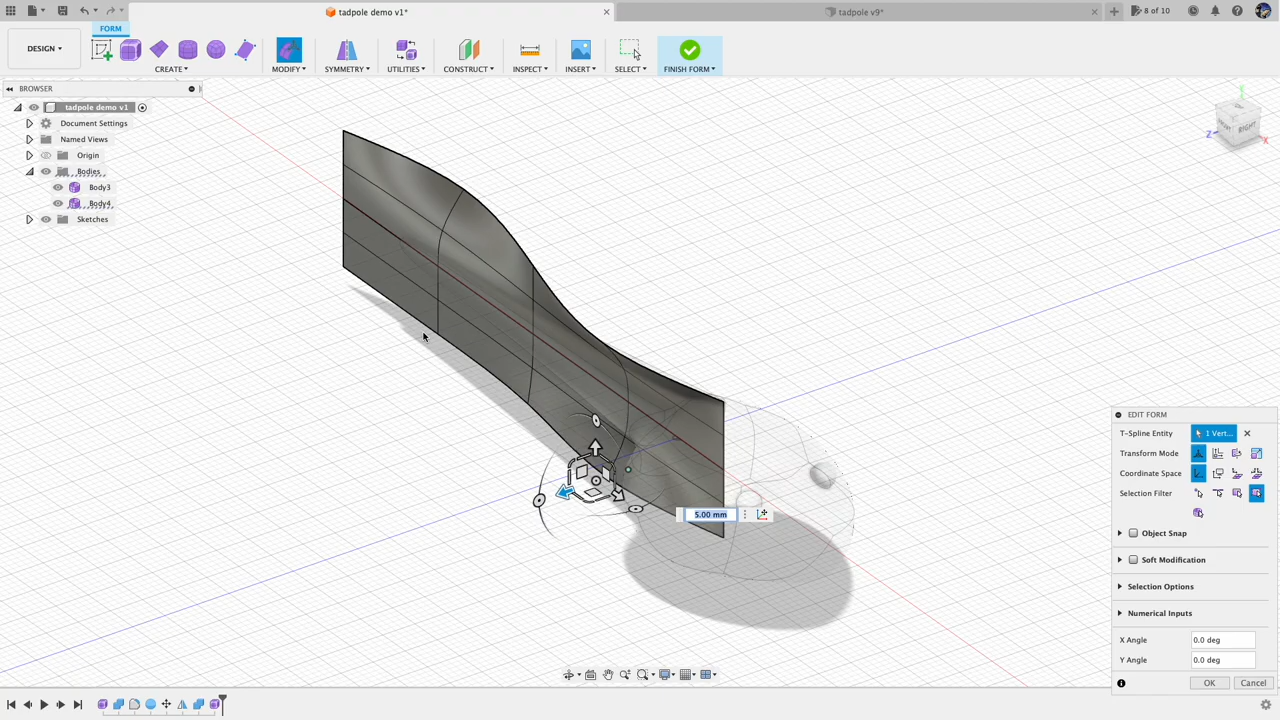 tadpole demo v1*
tadpole v9*
8 of 10
FORM
DESIGN
CREATE
MODIFY
SYMMETRY
UTILITIES
CONSTRUCT
INSPECT
INSERT
SELECT
FINISH FORM
BROWSER
tadpole demo v1
Document Settings
Named Views
Origin
Bodies
Body3
Body4
Sketches
FRONT
RIGHT
Y
Z
X
5.00 mm
EDIT FORM
T-Spline Entity
1 Vert...
Transform Mode
Coordinate Space
Selection Filter
Object Snap
Soft Modification
Selection Options
Numerical Inputs
X Angle
0.0 deg
Y Angle
0.0 deg
OK
Cancel